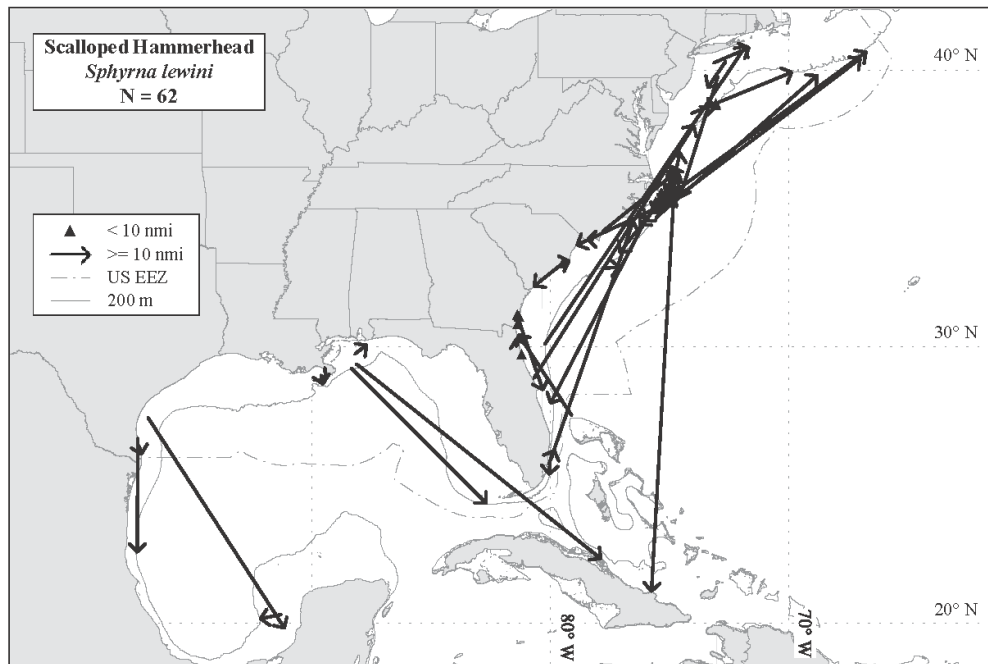 Scalloped Hammerhead
Sphyrna lewini
N = 62
< 10 nmi
>= 10 nmi
US EEZ
200 m
40° N
30° N
20° N
80° W
70° W